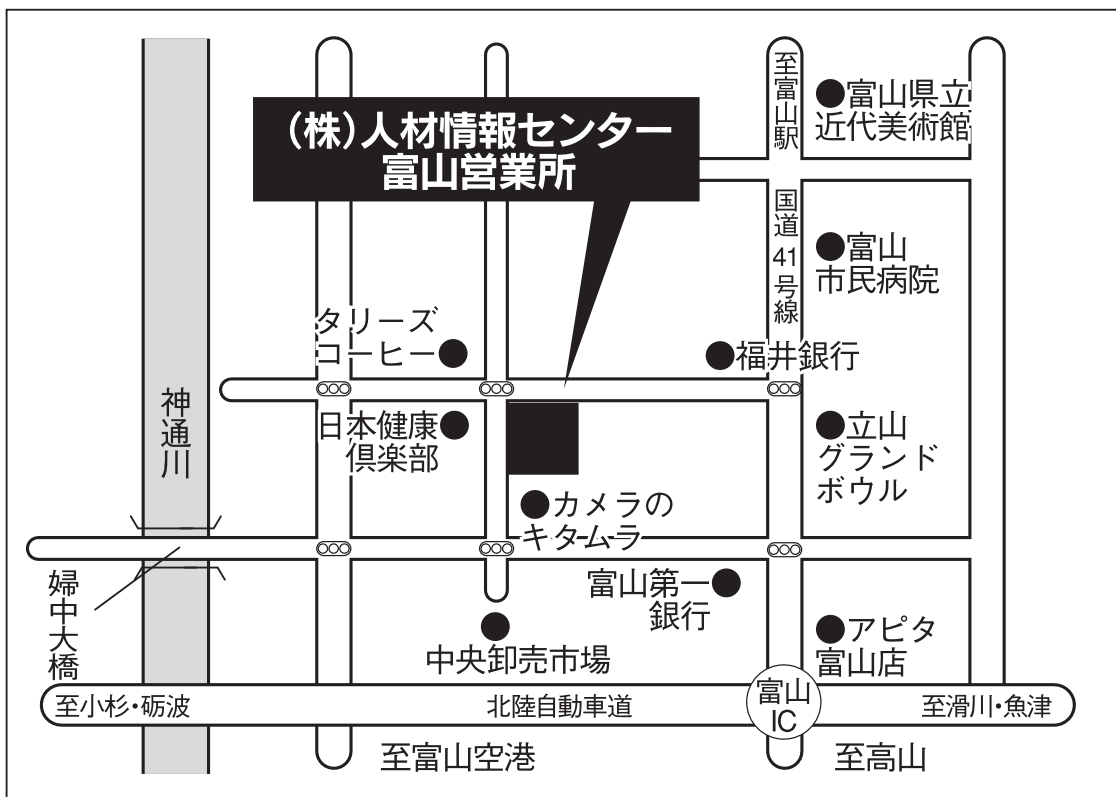 至富山駅
富山県立
近代美術館
(株)人材情報センター
富山営業所
国道41号線
富山
市民病院
タリーズ
コーヒー
福井銀行
神通川
日本健康
倶楽部
立山
グランド
ボウル
カメラの
キタムラ
婦中大橋
富山第一
銀行
アピタ
富山店
中央卸売市場
至小杉・砺波
北陸自動車道
富山
IC
至滑川・魚津
至富山空港
至高山